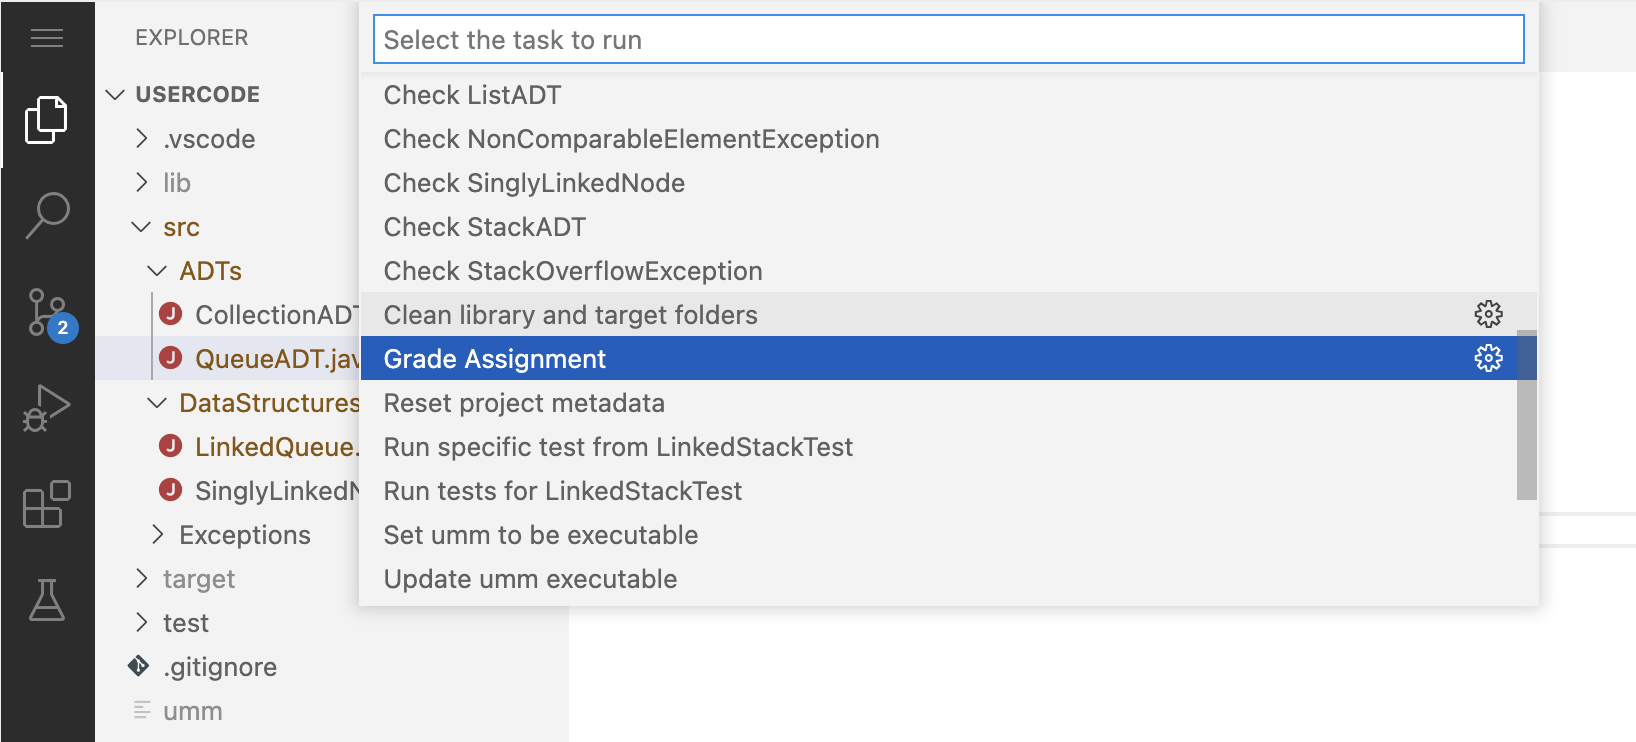 EXPLORER
USERCODE
.vscode
lib
src
ADTs
J CollectionADT
J QueueADT.jav
DataStructures
J LinkedQueue.
J SinglyLinkedN
Exceptions
target
test
.gitignore
umm
2
Select the task to run
Check ListADT
Check NonComparableElementException
Check SinglyLinkedNode
Check StackADT
Check StackOverflowException
Clean library and target folders
Grade Assignment
Reset project metadata
Run specific test from LinkedStackTest
Run tests for LinkedStackTest
Set umm to be executable
Update umm executable